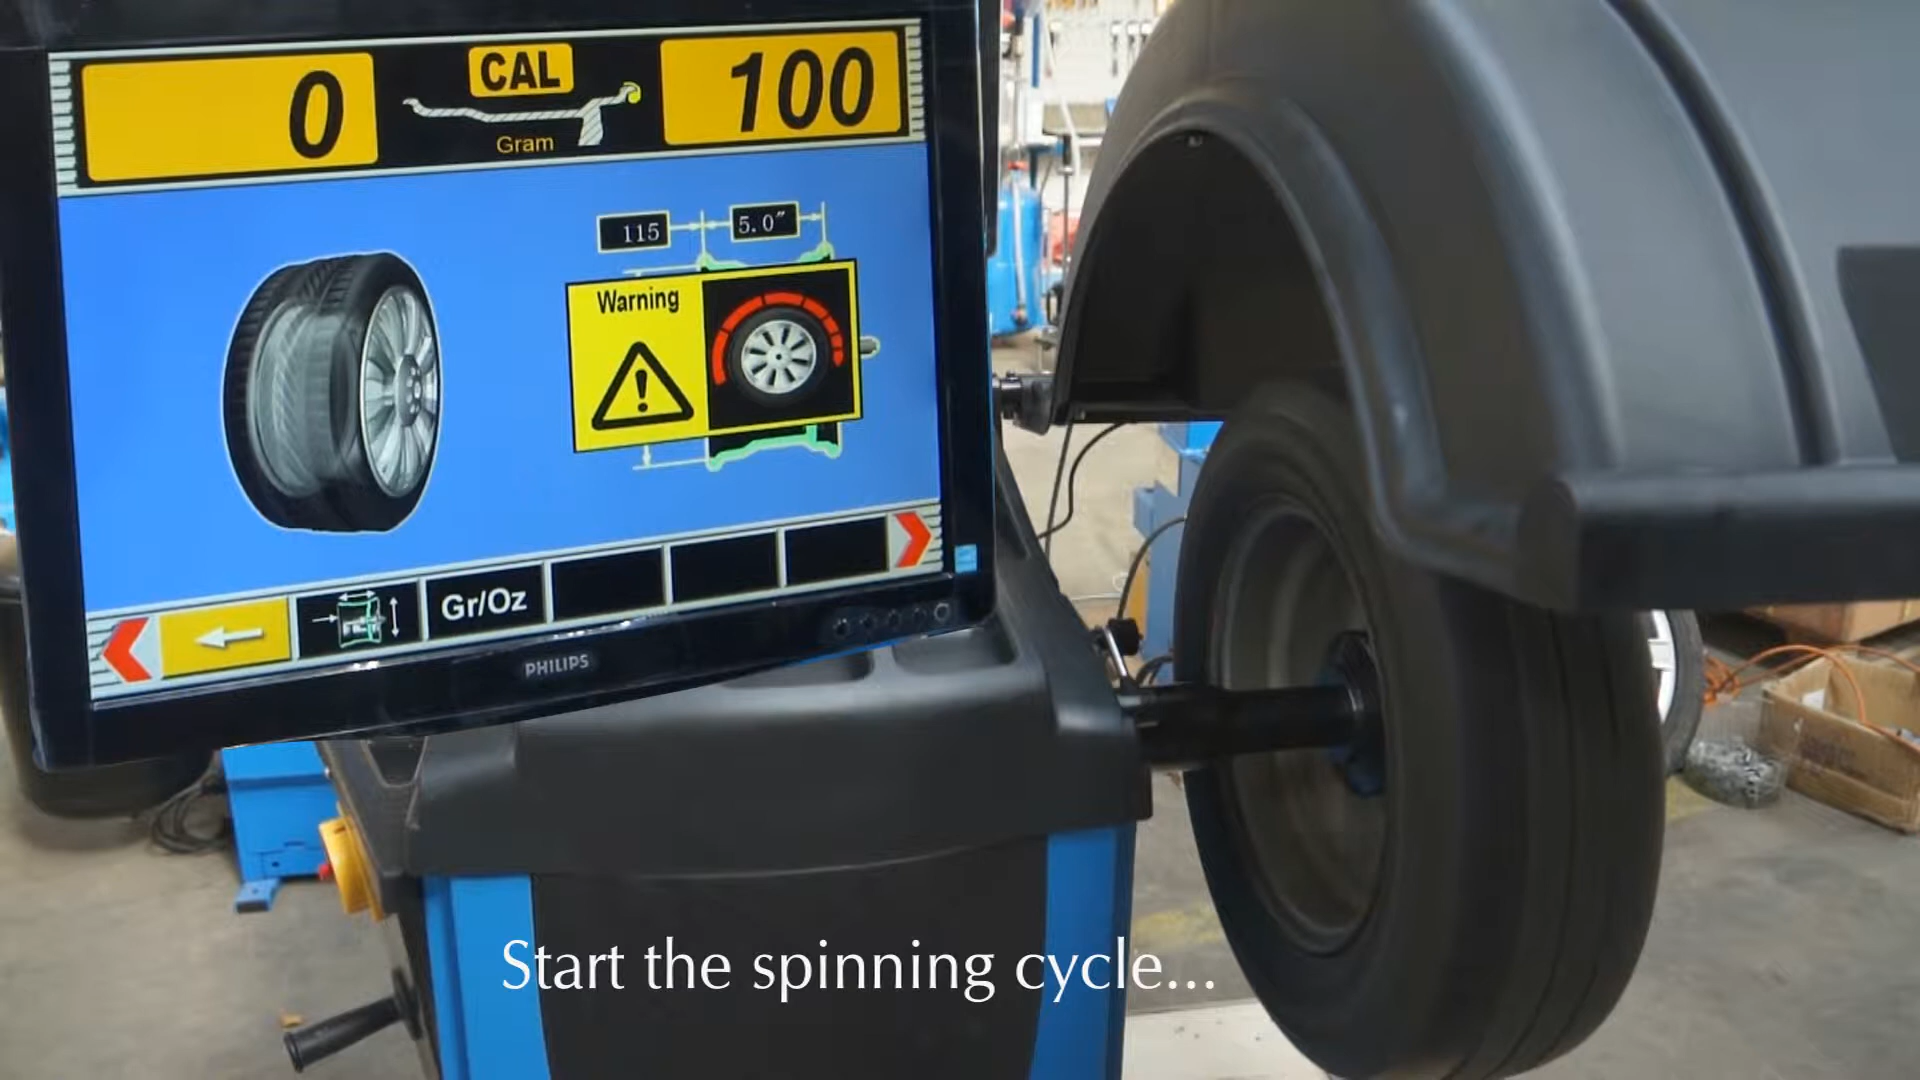 0
CAL
100
Gram
115
5.0"
Warning
!
Gr/Oz
PHILIPS
Start the spinning cycle...